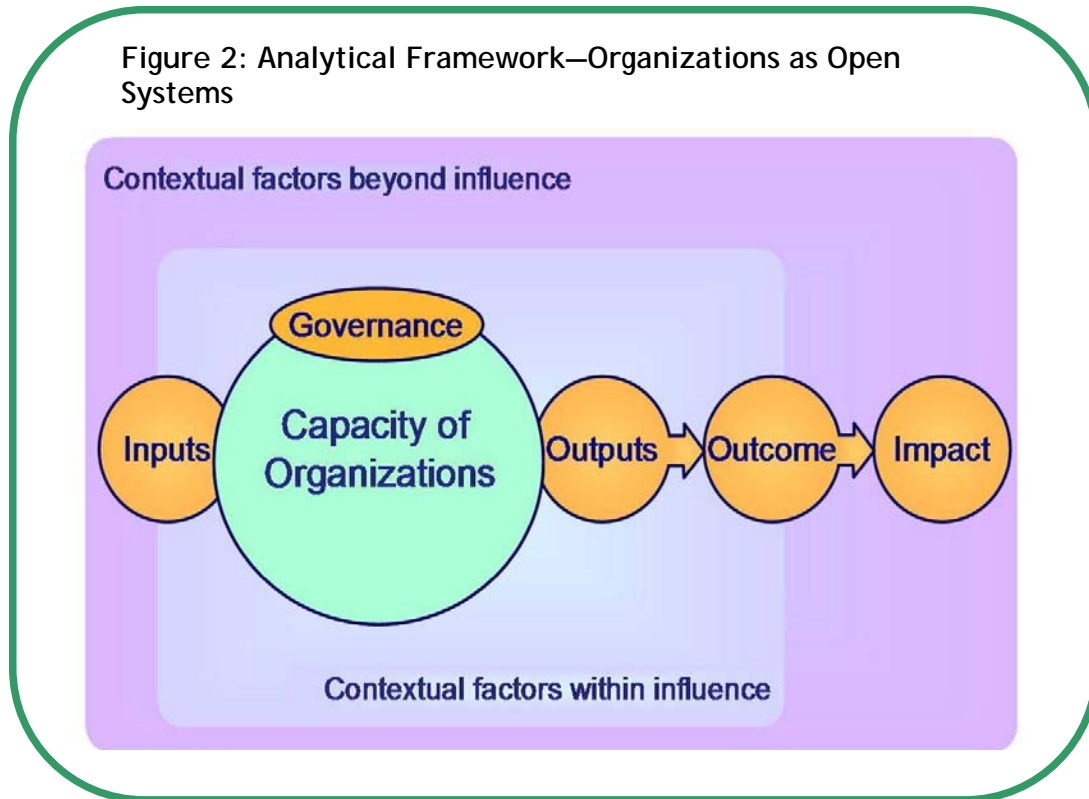 Figure 2: Analytical Framework—Organizations as Open
Systems
Contextual factors beyond influence
Governance
Inputs
Capacity of
Organizations
Outputs
Outcome
Impact
Contextual factors within influence